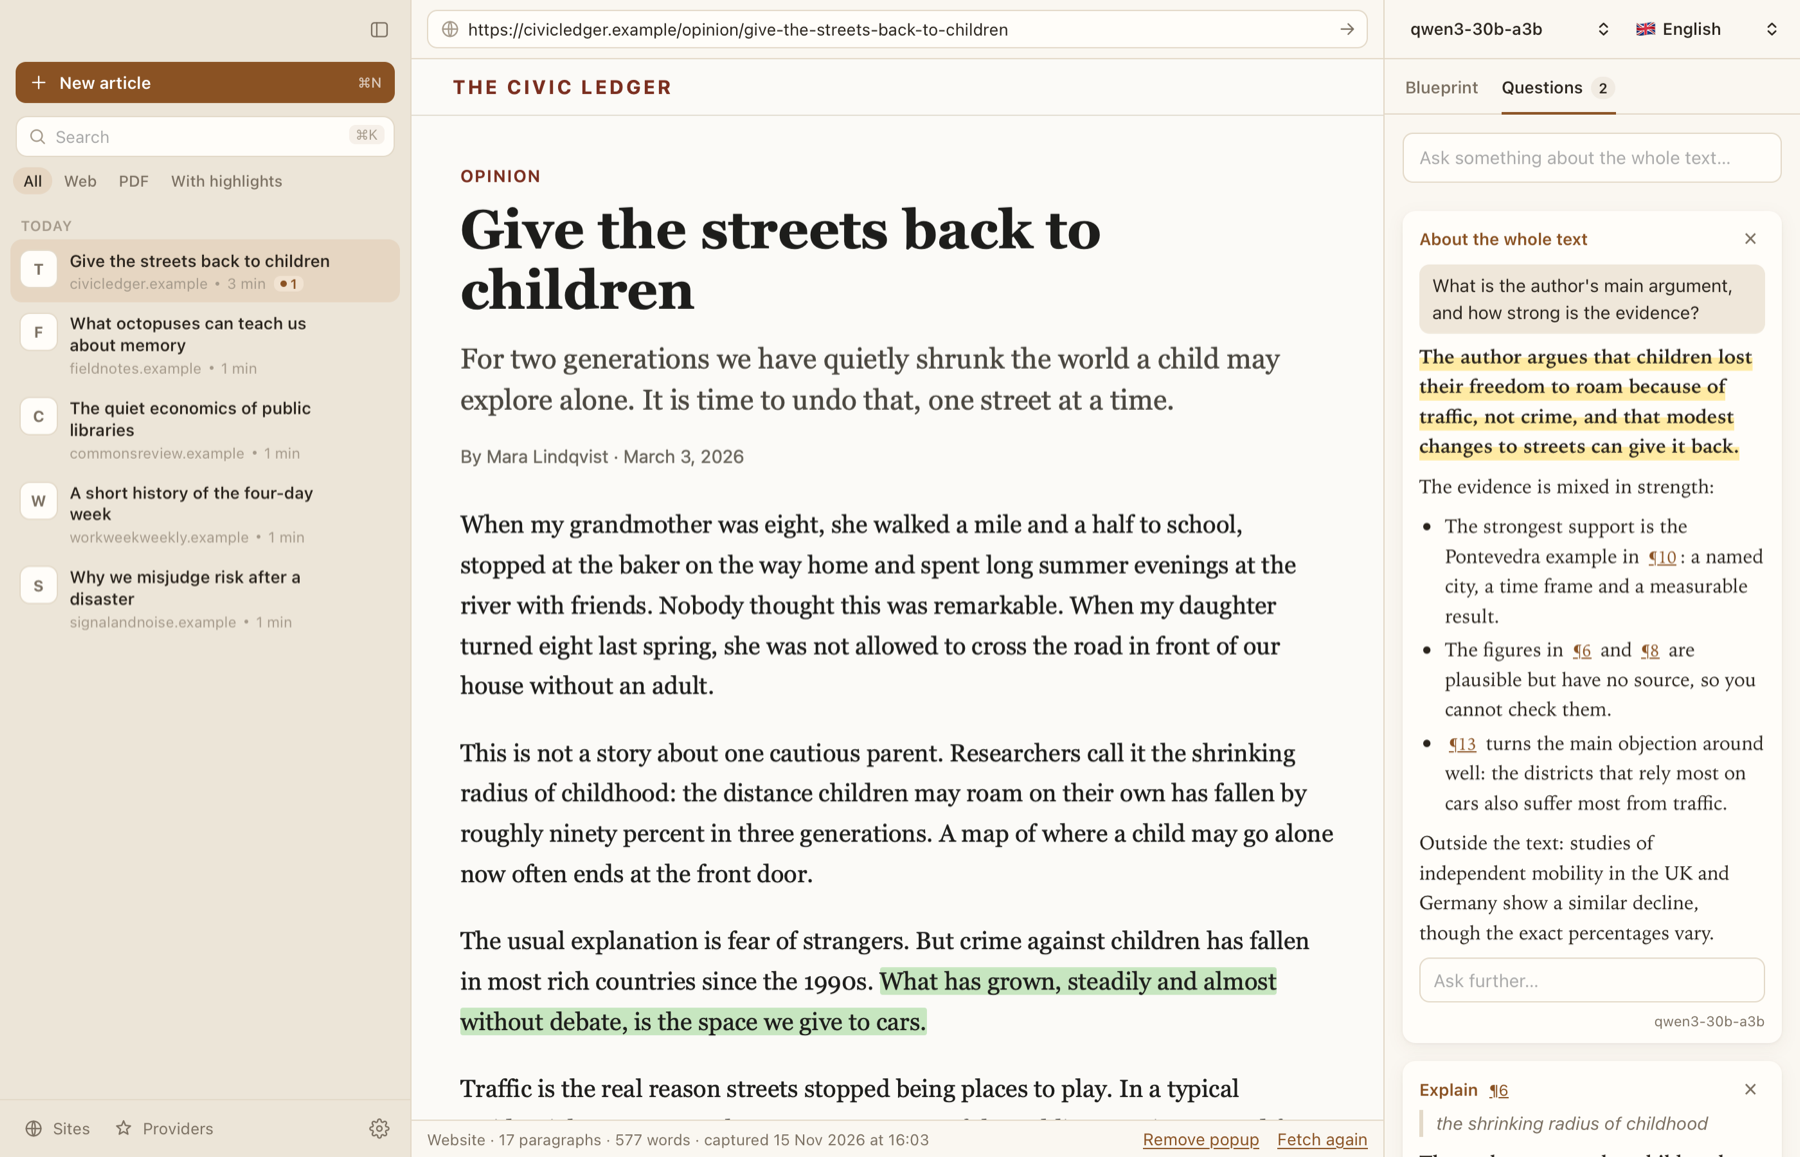 New article
⌘N
Search
⌘K
All
Web
PDF
With highlights
TODAY
T
Give the streets back to children
civicledger.example • 3 min
1
F
What octopuses can teach us
about memory
fieldnotes.example • 1 min
C
The quiet economics of public
libraries
commonsreview.example • 1 min
W
A short history of the four-day
week
workweekweekly.example • 1 min
S
Why we misjudge risk after a
disaster
signalandnoise.example • 1 min
Sites
Providers
https://civicledger.example/opinion/give-the-streets-back-to-children
THE CIVIC LEDGER
OPINION
Give the streets back to
children
For two generations we have quietly shrunk the world a child may
explore alone. It is time to undo that, one street at a time.
By Mara Lindqvist · March 3, 2026
When my grandmother was eight, she walked a mile and a half to school,
stopped at the baker on the way home and spent long summer evenings at the
river with friends. Nobody thought this was remarkable. When my daughter
turned eight last spring, she was not allowed to cross the road in front of our
house without an adult.
This is not a story about one cautious parent. Researchers call it the shrinking
radius of childhood: the distance children may roam on their own has fallen by
roughly ninety percent in three generations. A map of where a child may go alone
now often ends at the front door.
The usual explanation is fear of strangers. But crime against children has fallen
in most rich countries since the 1990s. What has grown, steadily and almost
without debate, is the space we give to cars.
Traffic is the real reason streets stopped being places to play. In a typical
Website · 17 paragraphs · 577 words · captured 15 Nov 2026 at 16:03
Remove popup
Fetch again
qwen3-30b-a3b
English
Blueprint
Questions 2
Ask something about the whole text...
About the whole text
What is the author's main argument,
and how strong is the evidence?
The author argues that children lost
their freedom to roam because of
traffic, not crime, and that modest
changes to streets can give it back.
The evidence is mixed in strength:
• The strongest support is the
Pontevedra example in ¶10 : a named
city, a time frame and a measurable
result.
• The figures in ¶6 and ¶8 are
plausible but have no source, so you
cannot check them.
• ¶13 turns the main objection around
well: the districts that rely most on
cars also suffer most from traffic.
Outside the text: studies of
independent mobility in the UK and
Germany show a similar decline,
though the exact percentages vary.
Ask further...
qwen3-30b-a3b
Explain ¶6
the shrinking radius of childhood